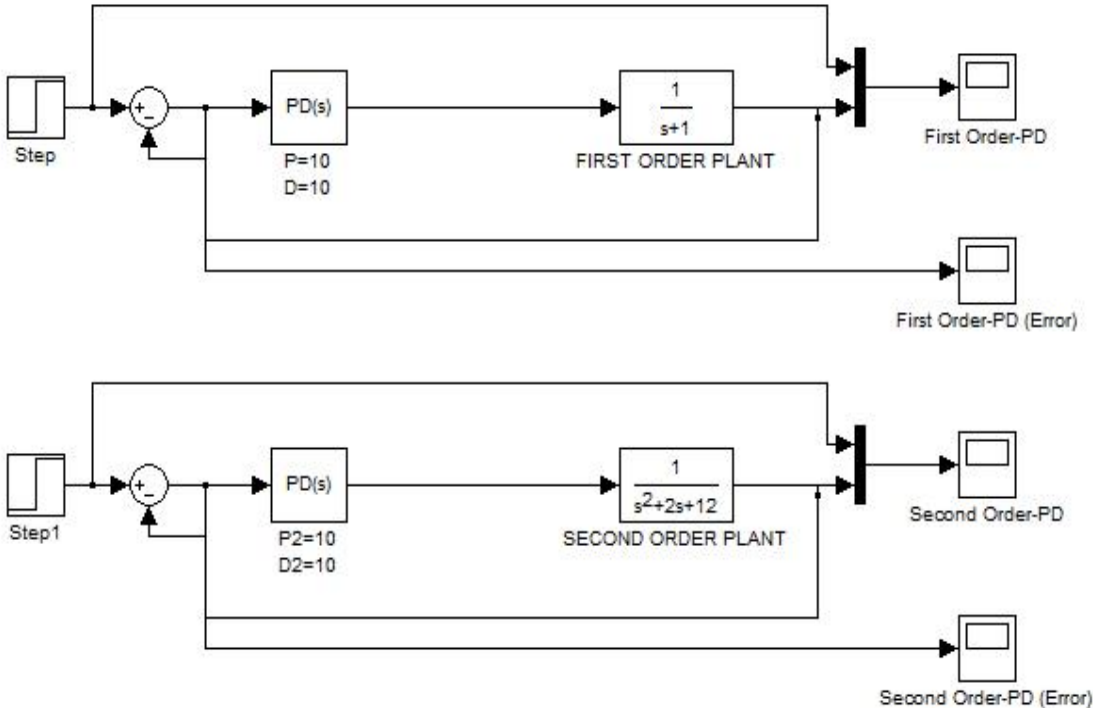 Step
+
−
PD(s)
P=10
D=10
1
s+1
FIRST ORDER PLANT
First Order-PD
First Order-PD (Error)
Step1
+
−
PD(s)
P2=10
D2=10
1
s²+2s+12
SECOND ORDER PLANT
Second Order-PD
Second Order-PD (Error)